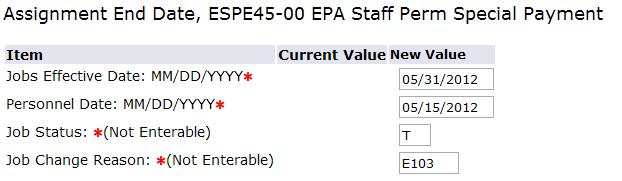 Assignment End Date, ESPE45-00 EPA Staff Perm Special Payment
Item Current Value New Value
Jobs Effective Date: MM/DD/YYYY* 05/31/2012
Personnel Date: MM/DD/YYYY* 05/15/2012
Job Status: *(Not Enterable) T
Job Change Reason: *(Not Enterable) E103